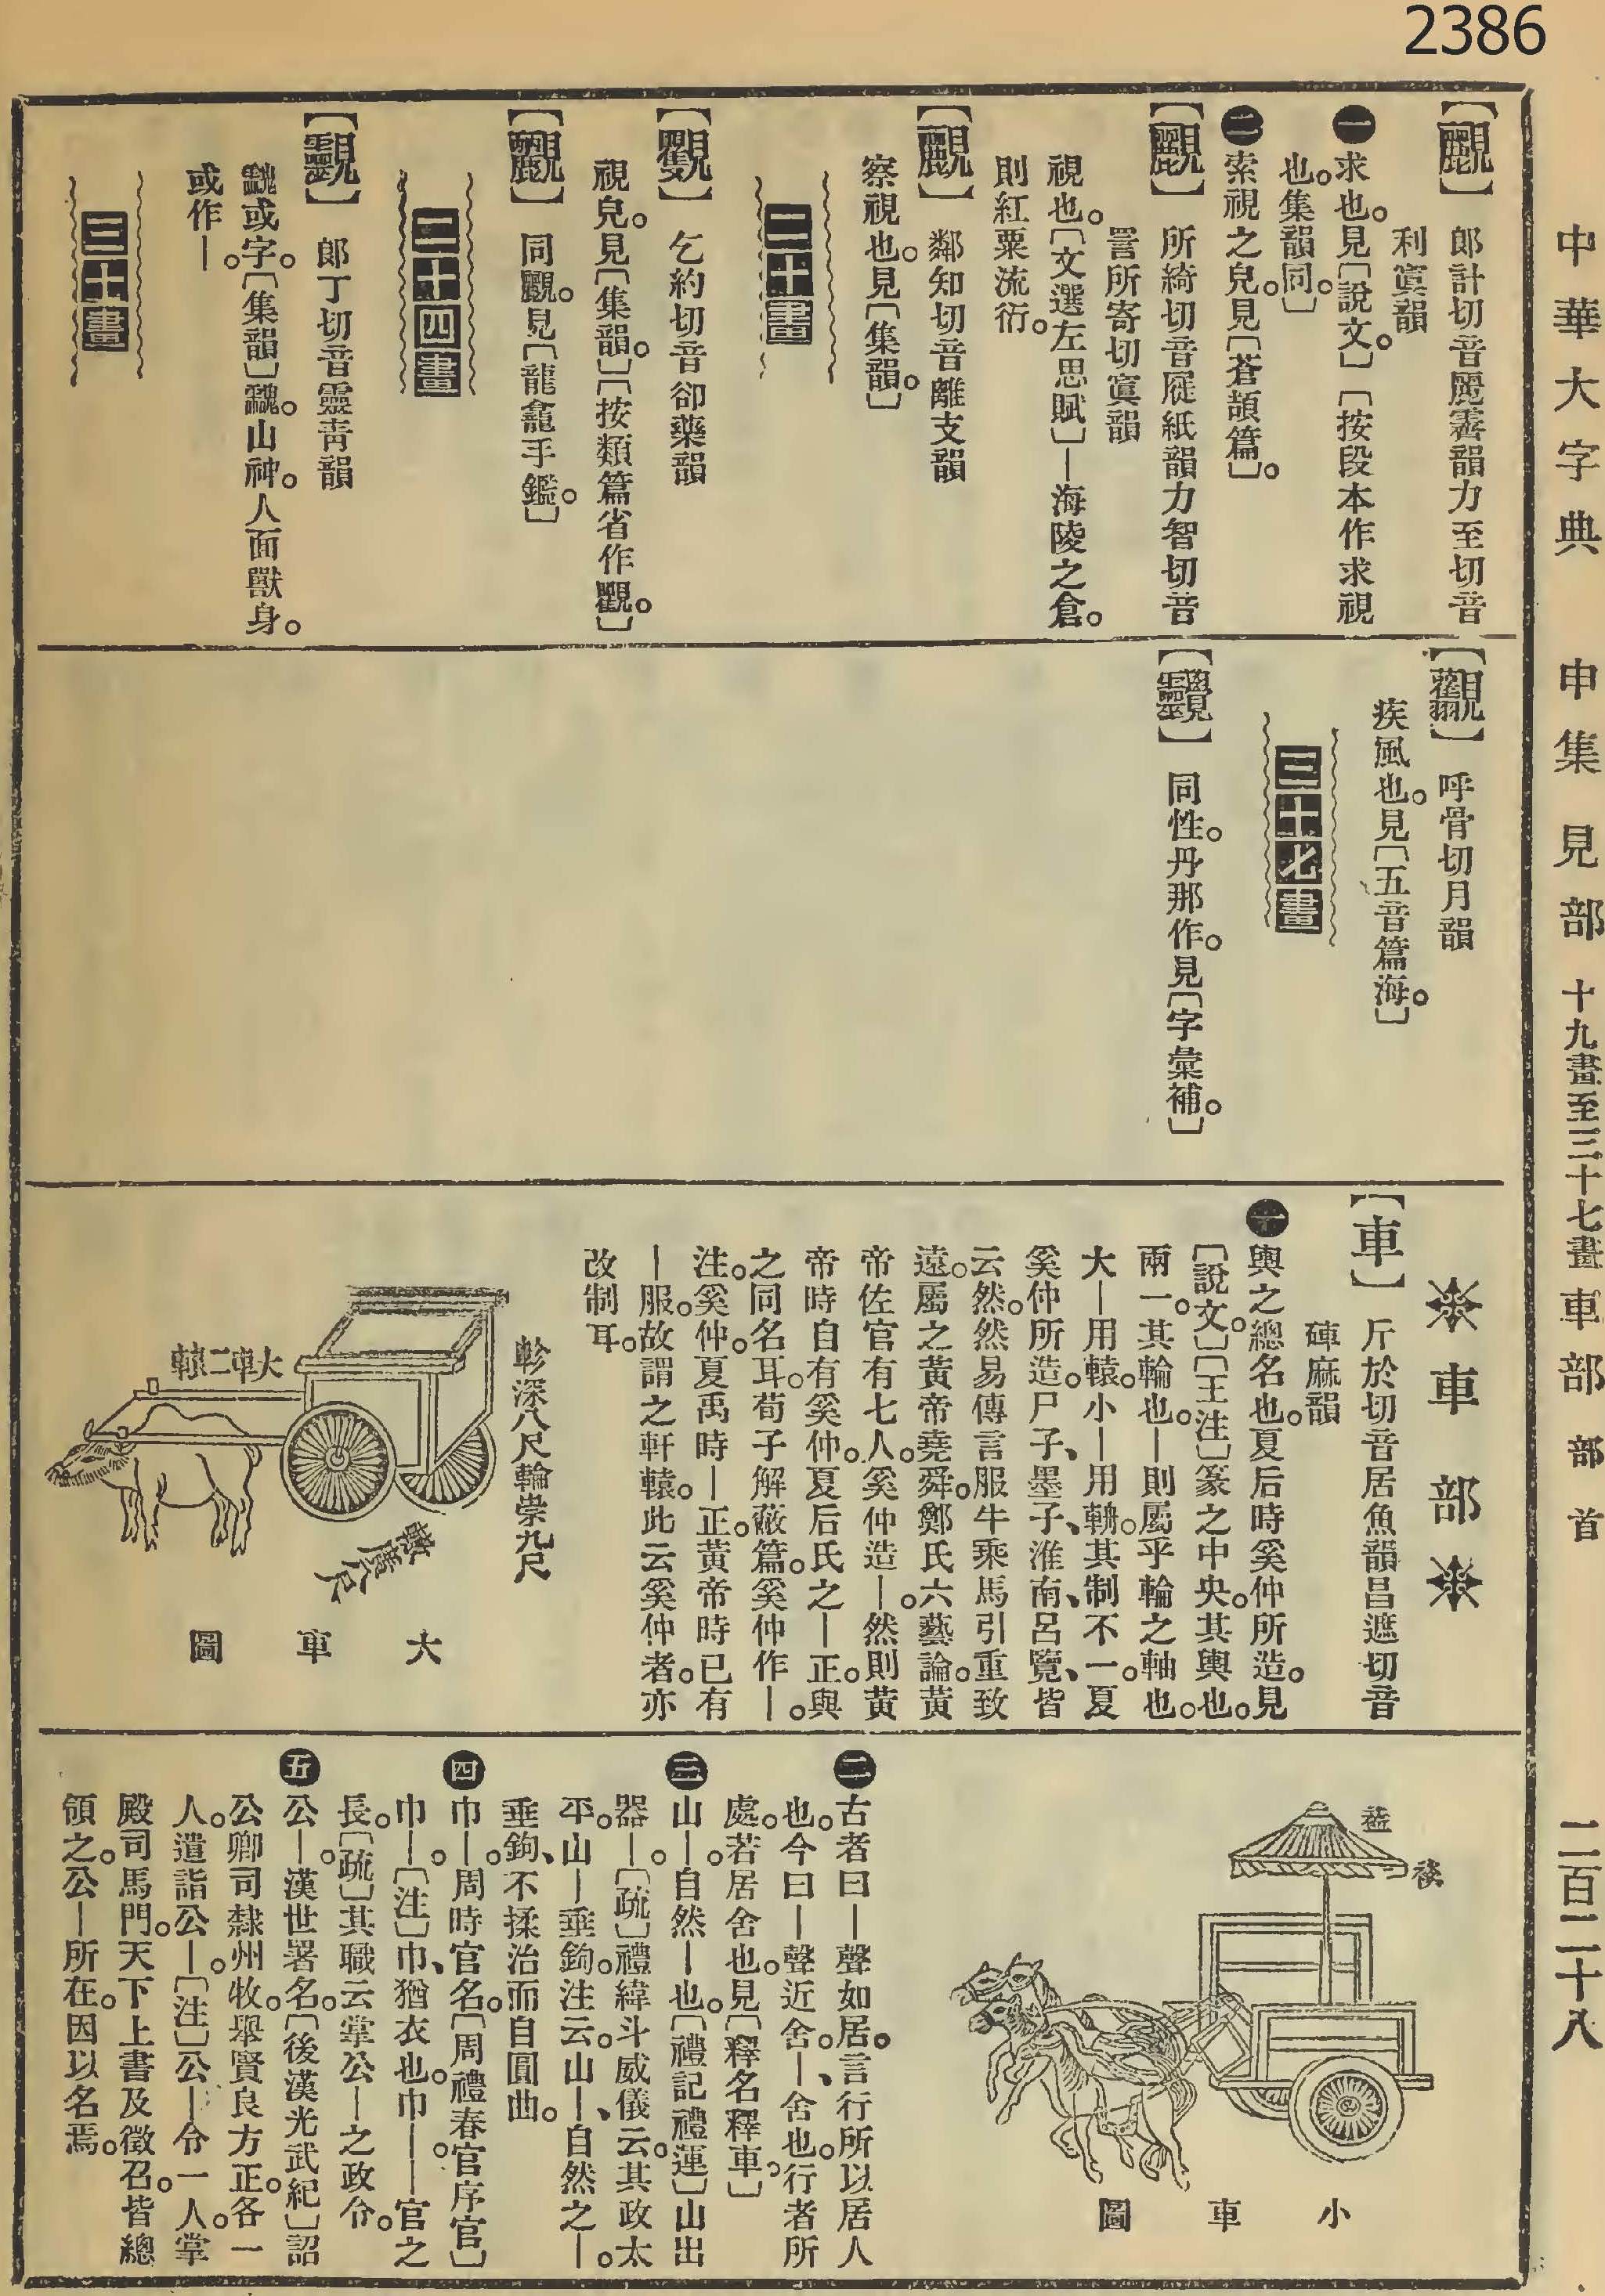 2386
中華大字典 申集 見部 十九畫至三十七畫 車部 部首 二百二十八
【覼】 郎計切音麗霽韻力至切音
利寘韻
一求也。見〔說文。〕〔按段本作求視
也。集韻同。〕
二索視之皃。見〔蒼頡篇。〕
所綺切音屣紙韻力智切音
詈所寄切寘韻
視也。〔文選左思賦〕—海陵之倉。
則紅粟流衍。
鄰知切音離支韻
察視也。見〔集韻。〕
二十畫
乞約切音卻藥韻
視皃。見〔集韻。〕〔按類篇省作。〕
二十四畫
同。見〔龍龕手鑑。〕
郎丁切音靈青韻
或字。〔集韻〕。山神。人面獸身。
或作—。
三十畫
呼骨切月韻
疾風也。見〔五音篇海。〕
三十七畫
同性。丹那作。見〔字彙補。〕
車部
【車】 斤於切音居魚韻昌遮切音
硨麻韻
一輿之總名也。夏后時奚仲所造。見
〔說文。〕〔王注〕篆之中央。其輿也。
兩一。其輪也。—則屬乎輪之軸也。
大—用轅。小—用輈。其制不一。夏
奚仲所造。尸子、墨子、淮南、呂覽、皆
云然。然易傳言服牛乘馬引重致
遠。屬之黃帝堯舜。鄭氏六藝論。黃
帝佐官有七人。奚仲造—。然則黃
帝時自有奚仲。夏后氏之—正。與
之同名耳。荀子解蔽篇。奚仲作—。
注。奚仲。夏禹時—正。黃帝時已有
—服。故謂之軒轅。此云奚仲者。亦
改制耳。
軫深八尺輪崇九尺
大車二轅
轍廣八尺
大車圖
蓋
小車圖
二古者曰—聲如居。言行所以居人
也。今曰—聲近舍。—、舍也。行者所
處。若居舍也。見〔釋名釋車。〕
三山—。自然—也。〔禮記禮運〕山出
器—。〔疏〕禮緯斗威儀云。其政太
平。山—垂鉤。注云。山—、自然之—。
垂鉤、不揉治而自圓曲。
四巾—。周時官名。〔周禮春官序官〕
巾—。〔注〕巾、猶衣也。巾—。—官之
長。〔疏〕其職云掌公—之政令。
五公—。漢世署名。〔後漢光武紀〕詔
公卿司隸州牧。舉賢良方正。各一
人。遣詣公—。〔注〕公—令一人。掌
殿司馬門。天下上書及徵召。皆總
領之。公—所在。因以名焉。